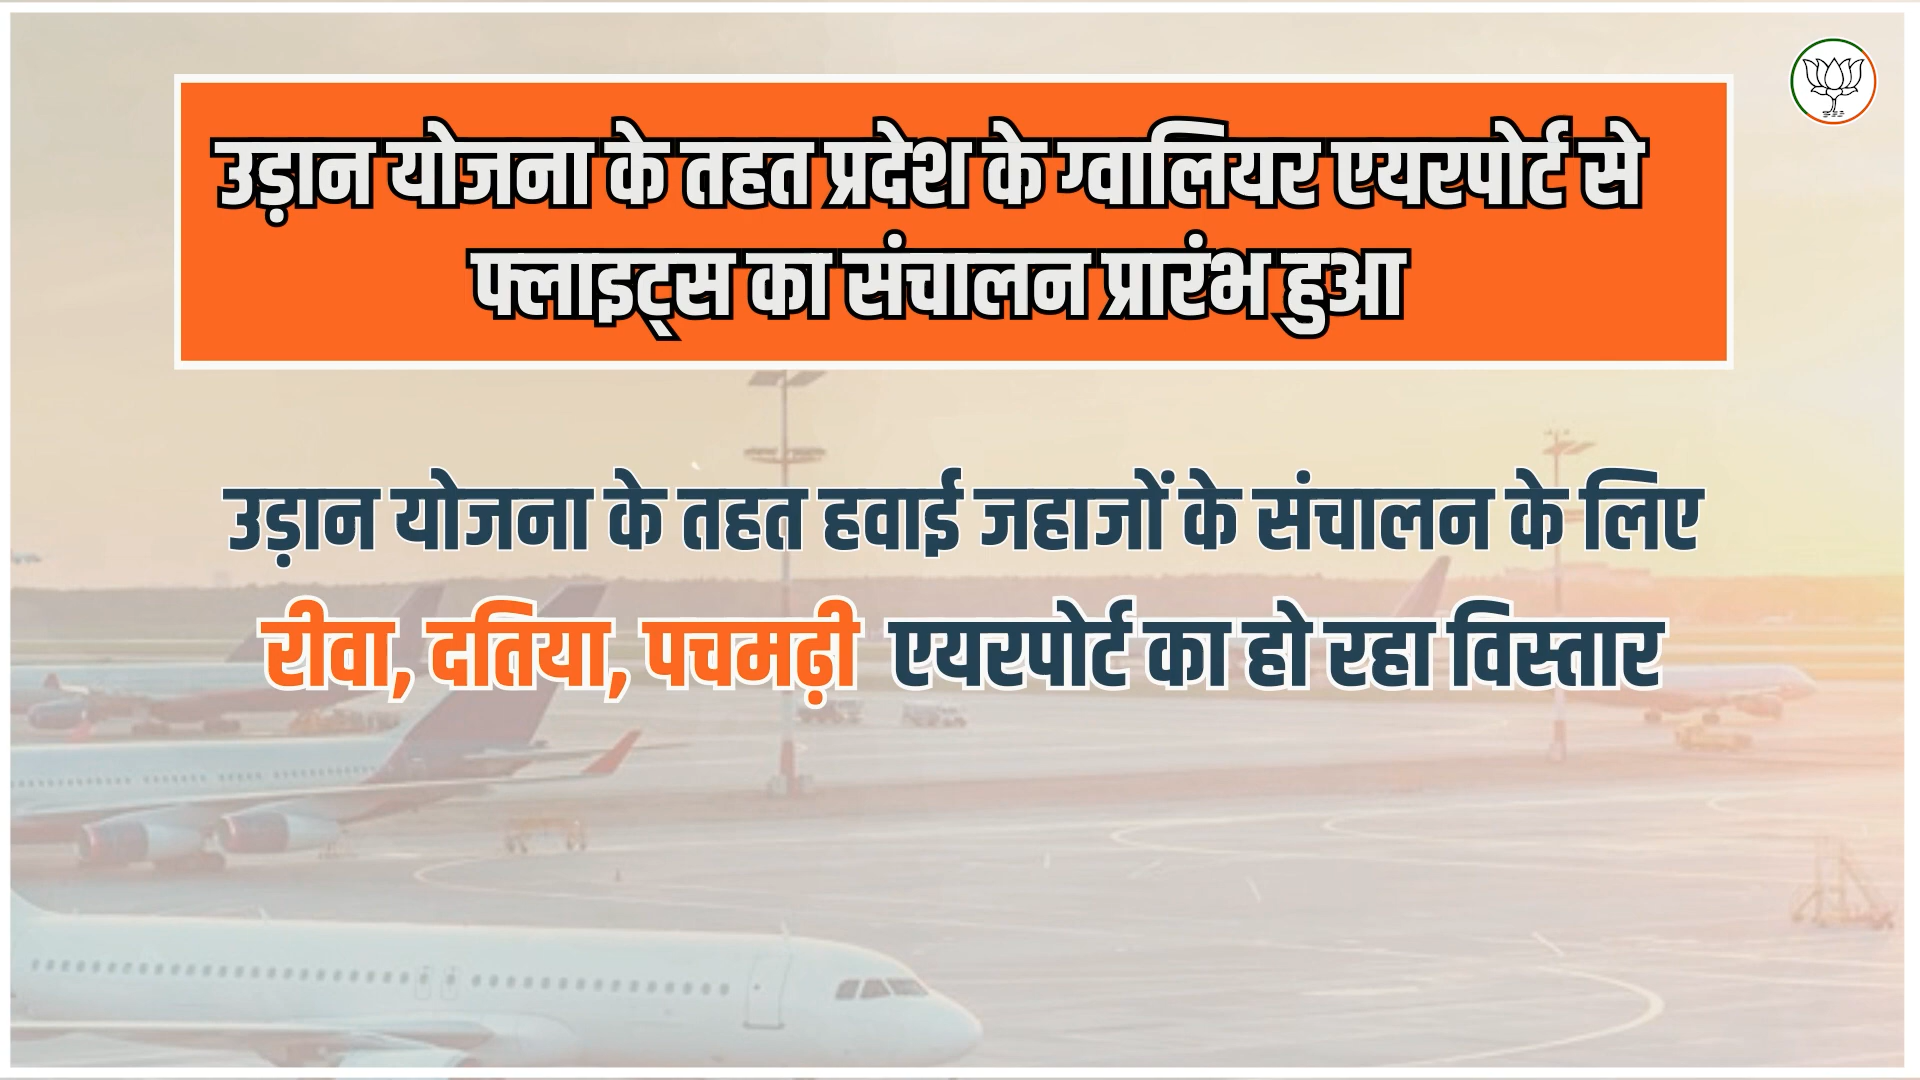 उड़ान योजना के तहत प्रदेश के ग्वालियर एयरपोर्ट से
फ्लाइट्स का संचालन प्रारंभ हुआ
उड़ान योजना के तहत हवाई जहाजों के संचालन के लिए
रीवा, दतिया, पचमढ़ी एयरपोर्ट का हो रहा विस्तार